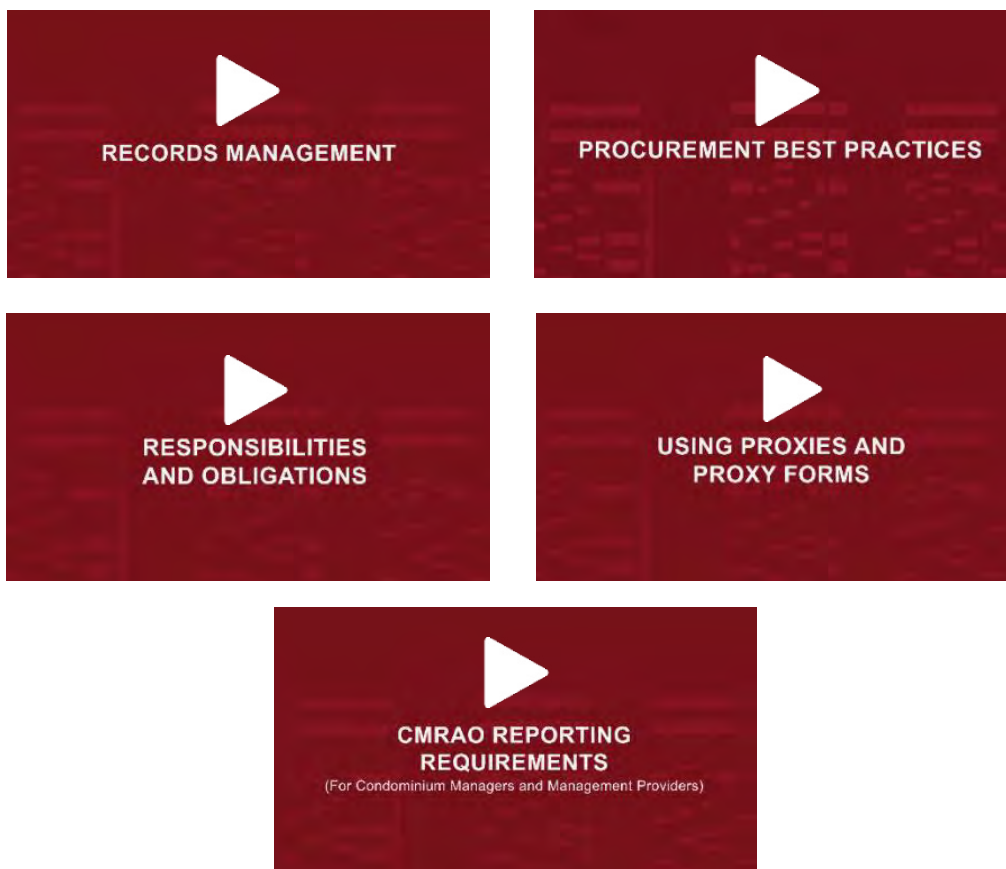 RECORDS MANAGEMENT
PROCUREMENT BEST PRACTICES
RESPONSIBILITIES
AND OBLIGATIONS
USING PROXIES AND
PROXY FORMS
CMRAO REPORTING
REQUIREMENTS
(For Condominium Managers and Management Providers)